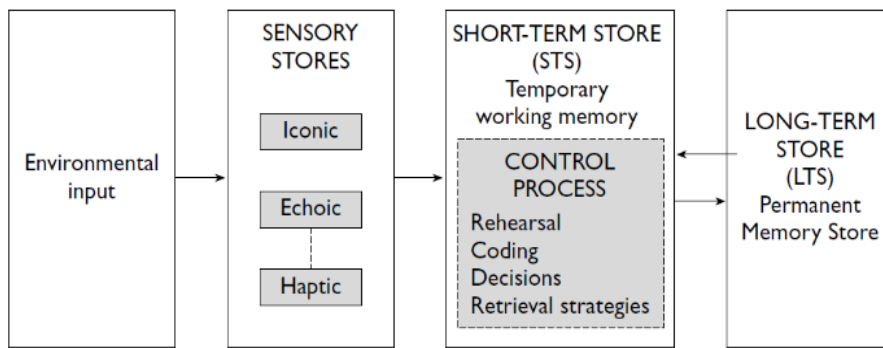 Environmental
input
SENSORY
STORES
Iconic
Echoic
Haptic
SHORT-TERM STORE
(STS)
Temporary
working memory
CONTROL
PROCESS
Rehearsal
Coding
Decisions
Retrieval strategies
LONG-TERM
STORE
(LTS)
Permanent
Memory Store